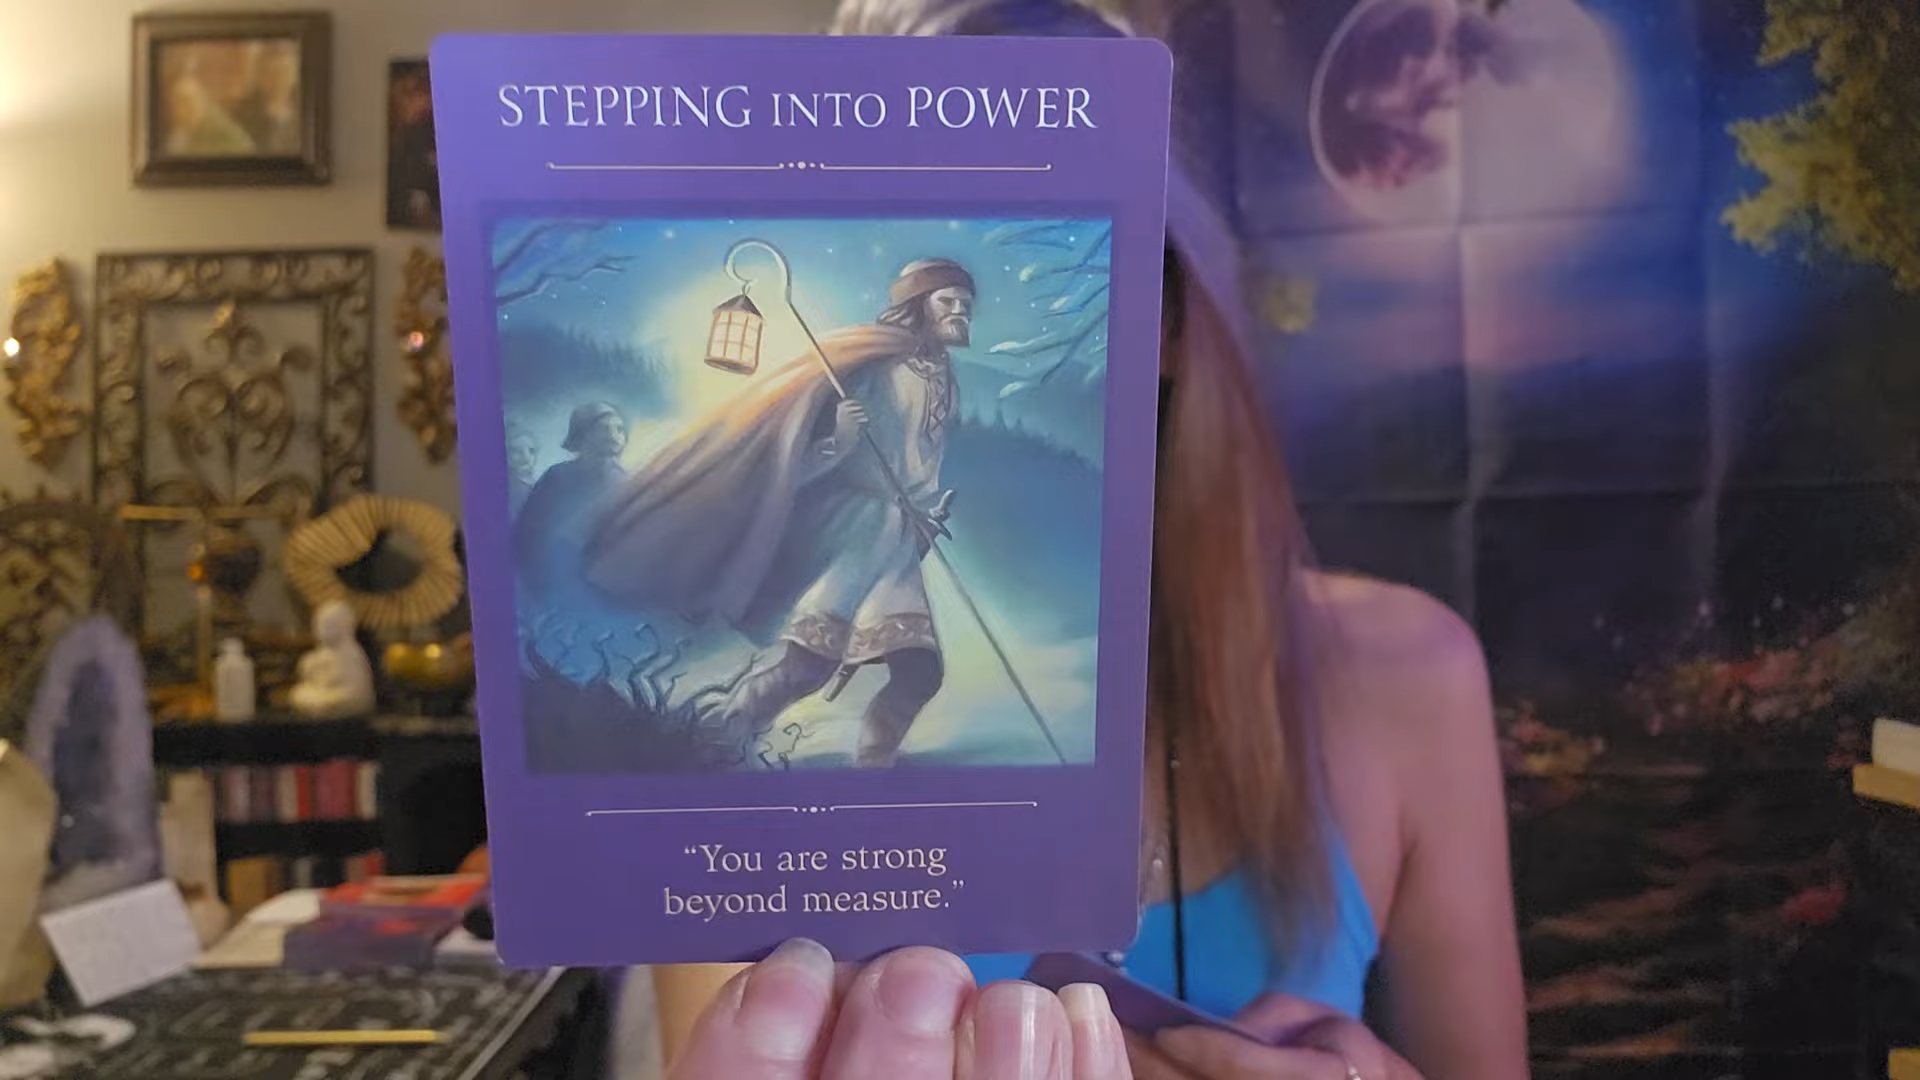 STEPPING INTO POWER
“You are strong
beyond measure.”